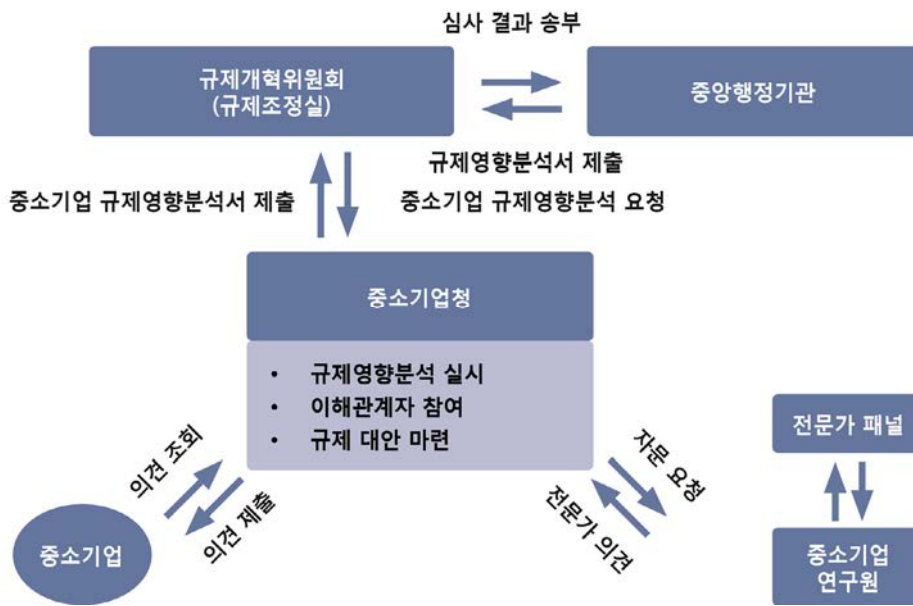 심사 결과 송부
규제개혁위원회
(규제조정실)
중앙행정기관
규제영향분석서 제출
중소기업 규제영향분석서 제출
중소기업 규제영향분석 요청
중소기업청
• 규제영향분석 실시
• 이해관계자 참여
• 규제 대안 마련
의견 조회
의견 제출
자문 요청
전문가 의견
전문가 패널
중소기업
중소기업
연구원